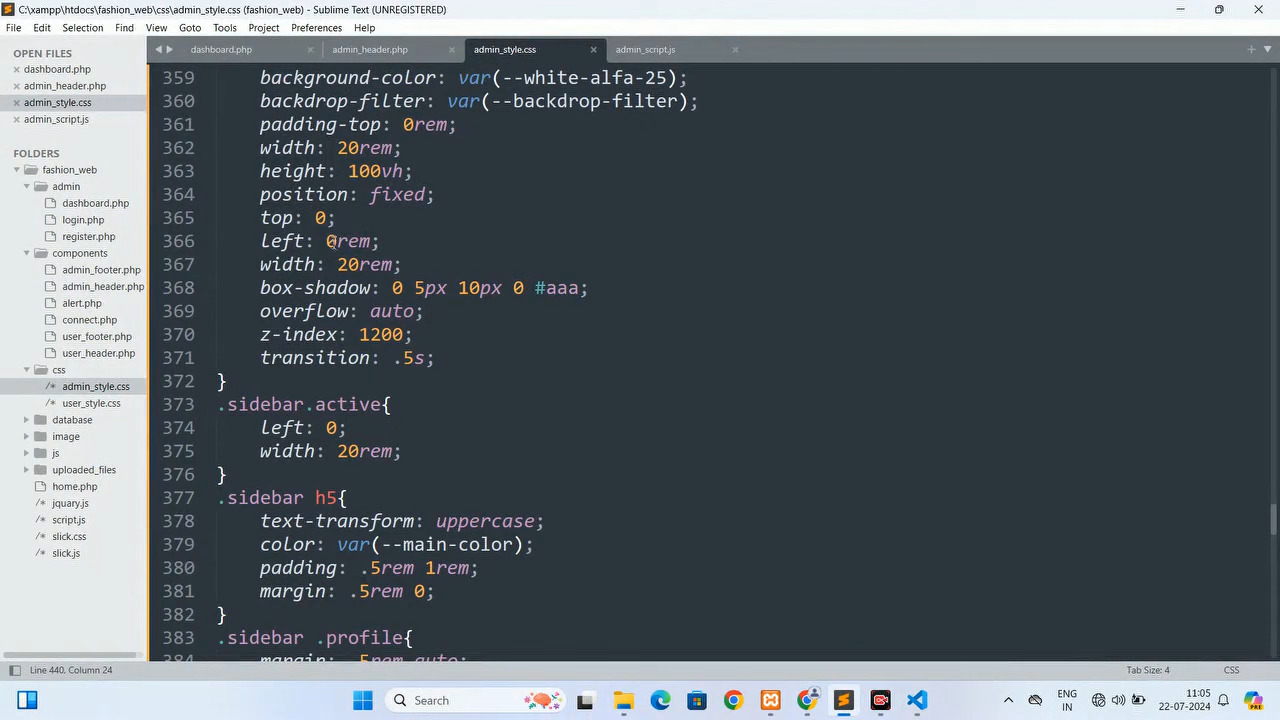 C:\xampp\htdocs\fashion_web\css\admin_style.css (fashion_web) - Sublime Text (UNREGISTERED)
File Edit Selection Find View Goto Tools Project Preferences Help
OPEN FILES
dashboard.php
admin_header.php
admin_style.css
admin_script.js
FOLDERS
fashion_web
admin
dashboard.php
login.php
register.php
components
admin_footer.php
admin_header.php
alert.php
connect.php
user_footer.php
user_header.php
css
/* admin_style.css
/* user_style.css
database
image
js
uploaded_files
home.php
/* jquary.js
/* script.js
/* slick.css
/* slick.js
dashboard.php admin_header.php admin_style.css admin_script.js
359 background-color: var(--white-alfa-25);
360 backdrop-filter: var(--backdrop-filter);
361 padding-top: 0rem;
362 width: 20rem;
363 height: 100vh;
364 position: fixed;
365 top: 0;
366 left: 0rem;
367 width: 20rem;
368 box-shadow: 0 5px 10px 0 #aaa;
369 overflow: auto;
370 z-index: 1200;
371 transition: .5s;
372 }
373 .sidebar.active{
374 left: 0;
375 width: 20rem;
376 }
377 .sidebar h5{
378 text-transform: uppercase;
379 color: var(--main-color);
380 padding: .5rem 1rem;
381 margin: .5rem 0;
382 }
383 .sidebar .profile{
384 margin: .5rem auto;
Line 440, Column 24 Tab Size: 4 CSS
Search
ENG
IN
11:05
22-07-2024